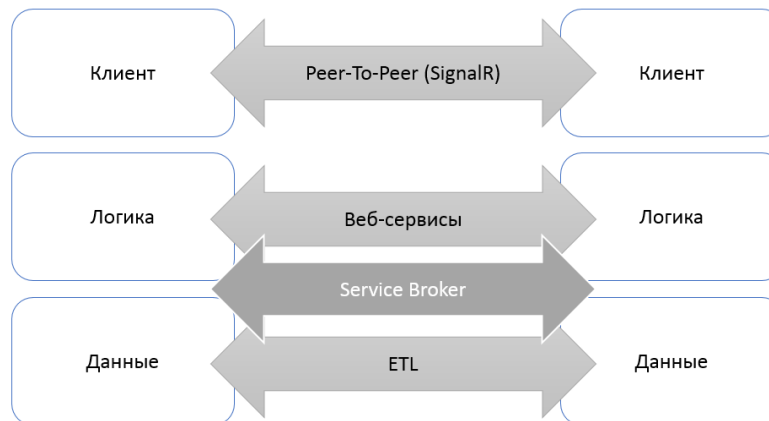 Клиент
Peer-To-Peer (SignalR)
Клиент
Логика
Веб-сервисы
Логика
Service Broker
Данные
ETL
Данные